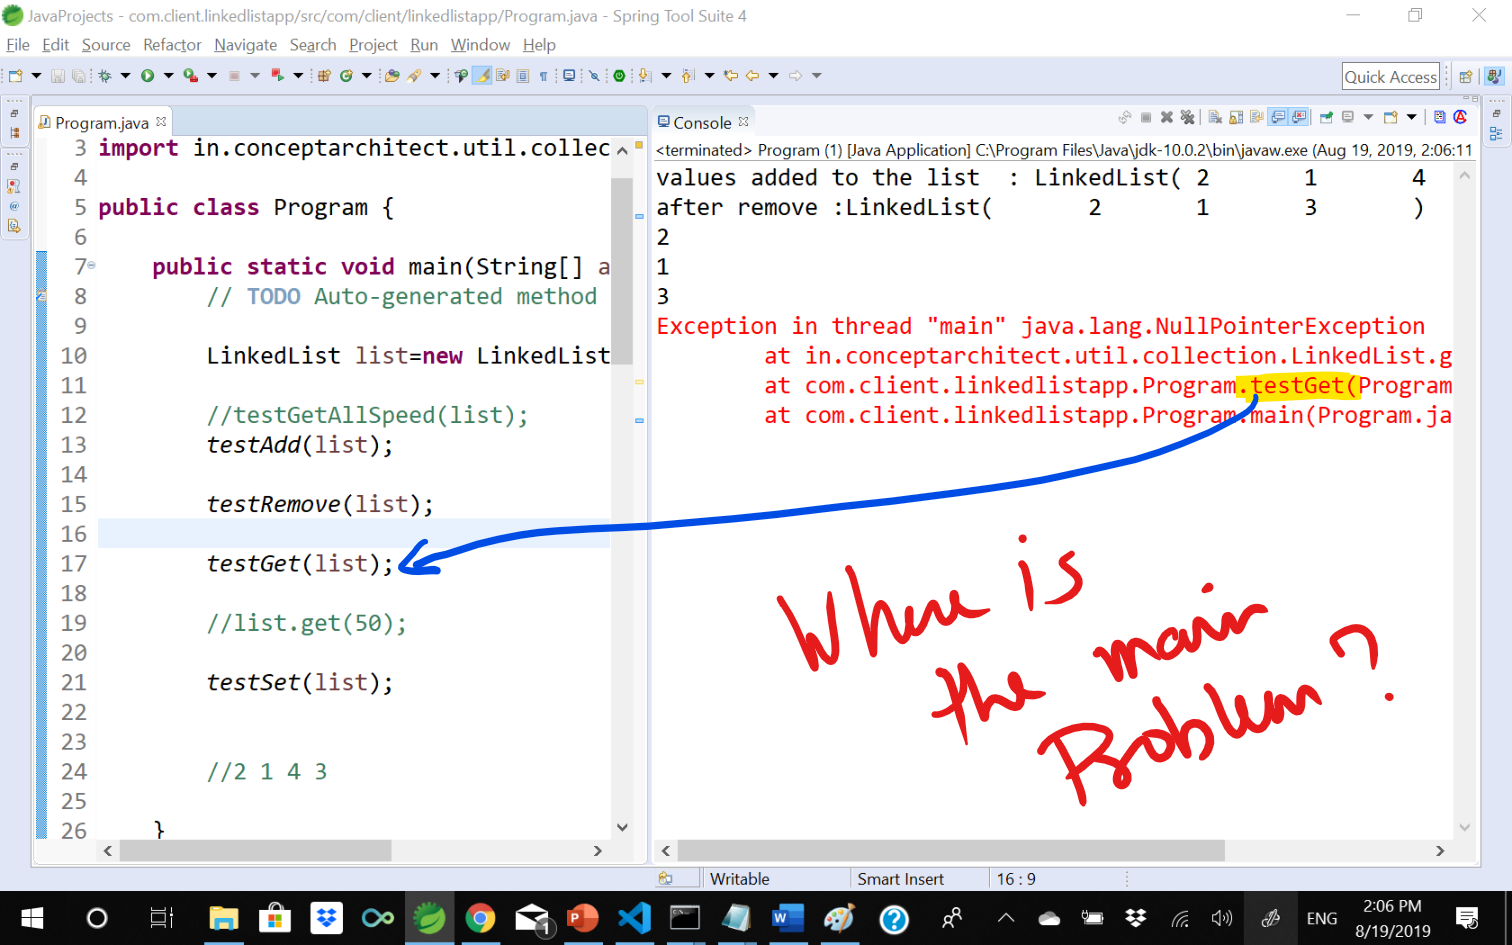 JavaProjects - com.client.linkedlistapp/src/com/client/linkedlistapp/Program.java - Spring Tool Suite 4
File Edit Source Refactor Navigate Search Project Run Window Help
Quick Access
Program.java
3 import in.conceptarchitect.util.collec
4
5 public class Program {
6
7 public static void main(String[] a
8 // TODO Auto-generated method
9
10 LinkedList list=new LinkedList
11
12 //testGetAllSpeed(list);
13 testAdd(list);
14
15 testRemove(list);
16
17 testGet(list);
18
19 //list.get(50);
20
21 testSet(list);
22
23
24 //2 1 4 3
25
26 }
Console
<terminated> Program (1) [Java Application] C:\Program Files\Java\jdk-10.0.2\bin\javaw.exe (Aug 19, 2019, 2:06:11
values added to the list : LinkedList( 2 1 4
after remove :LinkedList( 2 1 3 )
2
1
3
Exception in thread "main" java.lang.NullPointerException
at in.conceptarchitect.util.collection.LinkedList.g
at com.client.linkedlistapp.Program.testGet(Program
at com.client.linkedlistapp.Program.main(Program.ja
Where is
the main
Problem?
Writable Smart Insert 16 : 9
1
ENG
2:06 PM
8/19/2019